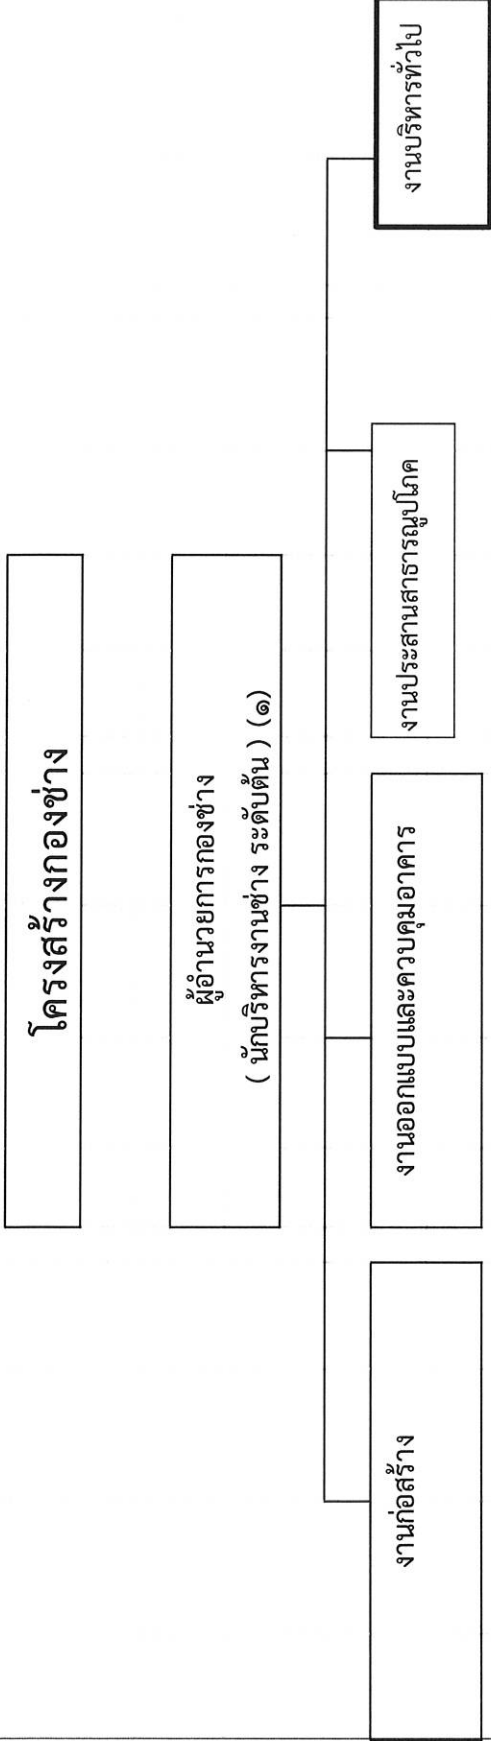 โครงสร้างกองช่าง
ผู้อำนวยการกองช่าง
( นักบริหารงานช่าง ระดับต้น ) (๑)
งานก่อสร้าง
งานออกแบบและควบคุมอาคาร
งานประสานสาธารณูปโภค
งานบริหารทั่วไป